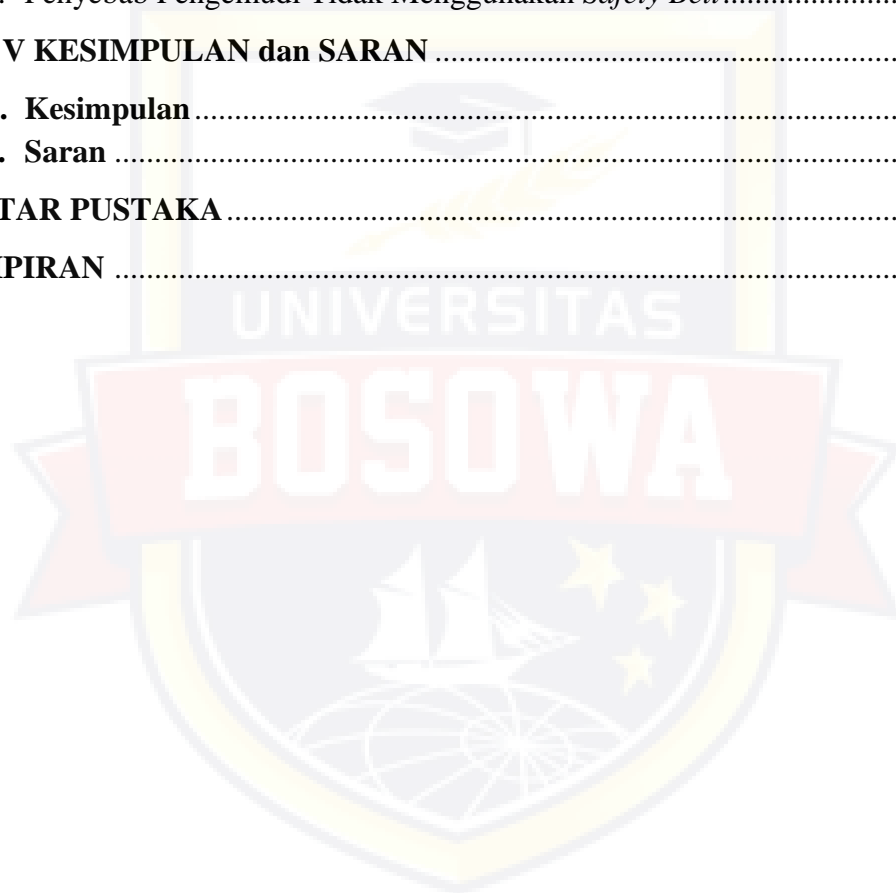 . Penyebab Pengemudi Tidak Menggunakan Safety Belt........................
V KESIMPULAN dan SARAN........................
. Kesimpulan........................
. Saran ........................
TAR PUSTAKA........................
PIRAN ........................
UNIVERSITAS
BOSOWA